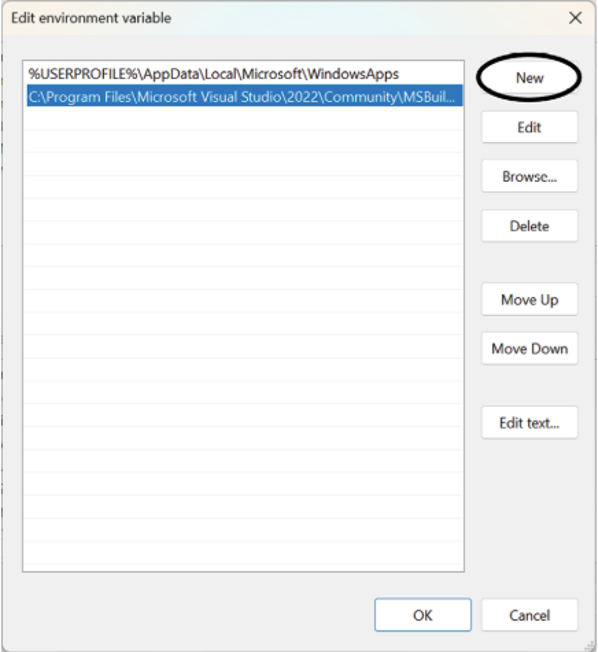 Edit environment variable
%USERPROFILE%\AppData\Local\Microsoft\WindowsApps
C:\Program Files\Microsoft Visual Studio\2022\Community\MSBuil...
New
Edit
Browse...
Delete
Move Up
Move Down
Edit text...
OK
Cancel